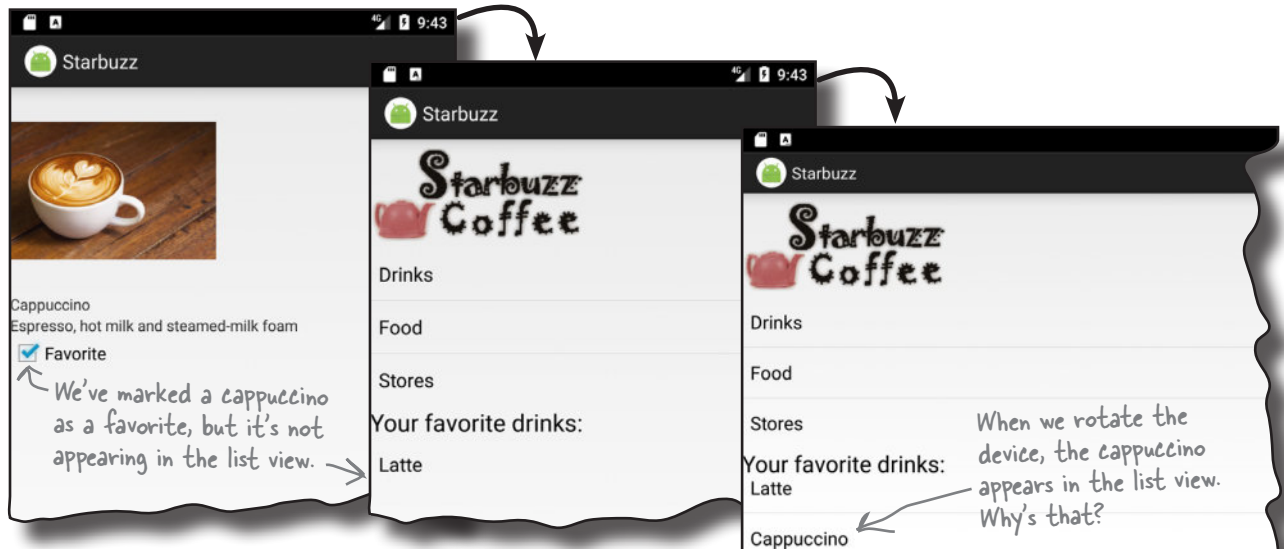 4G 9:43
Starbuzz
Cappuccino
Espresso, hot milk and steamed-milk foam
Favorite
We've marked a cappuccino
as a favorite, but it's not
appearing in the list view.
A
4G 9:43
Starbuzz
Starbuzz
Coffee
Drinks
Food
Stores
Your favorite drinks:
Latte
A
Starbuzz
Starbuzz
Coffee
Drinks
Food
Stores
Your favorite drinks:
Latte
Cappuccino
When we rotate the
device, the cappuccino
appears in the list view.
Why's that?